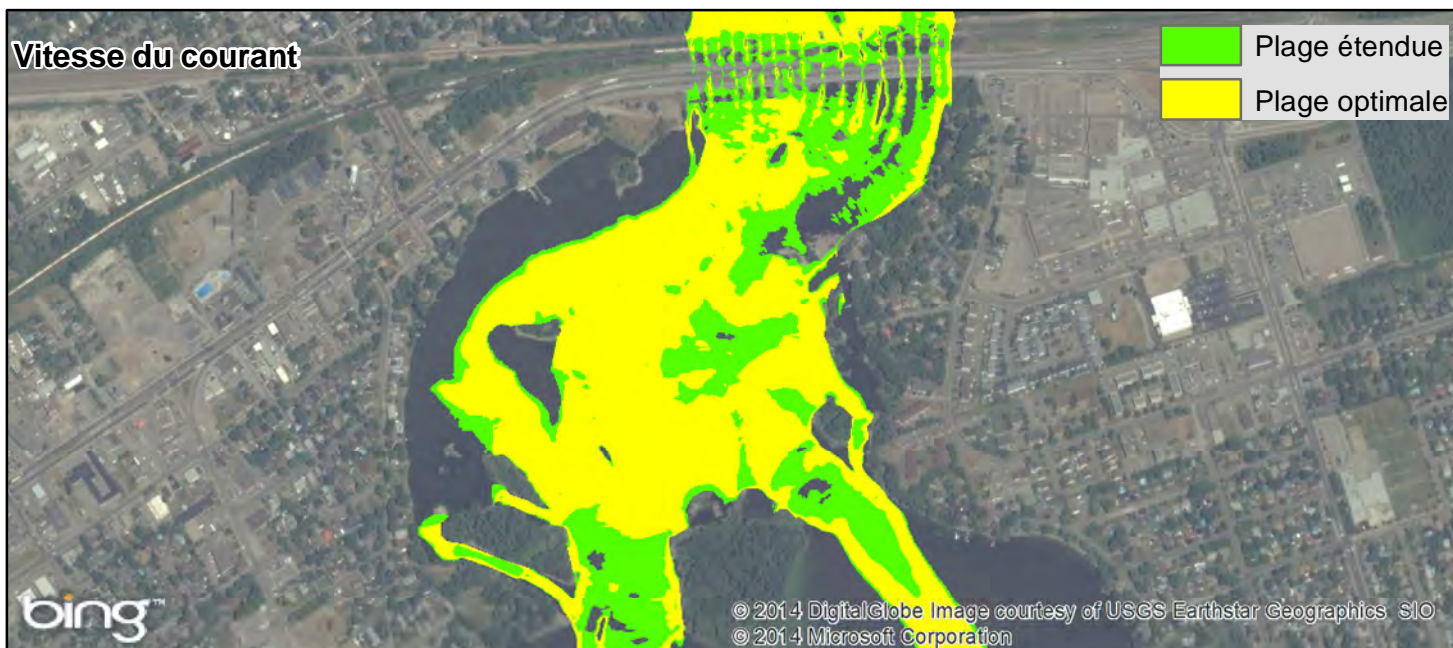 Vitesse du courant
Plage étendue
Plage optimale
bing™
© 2014 DigitalGlobe Image courtesy of USGS Earthstar Geographics SIO
© 2014 Microsoft Corporation